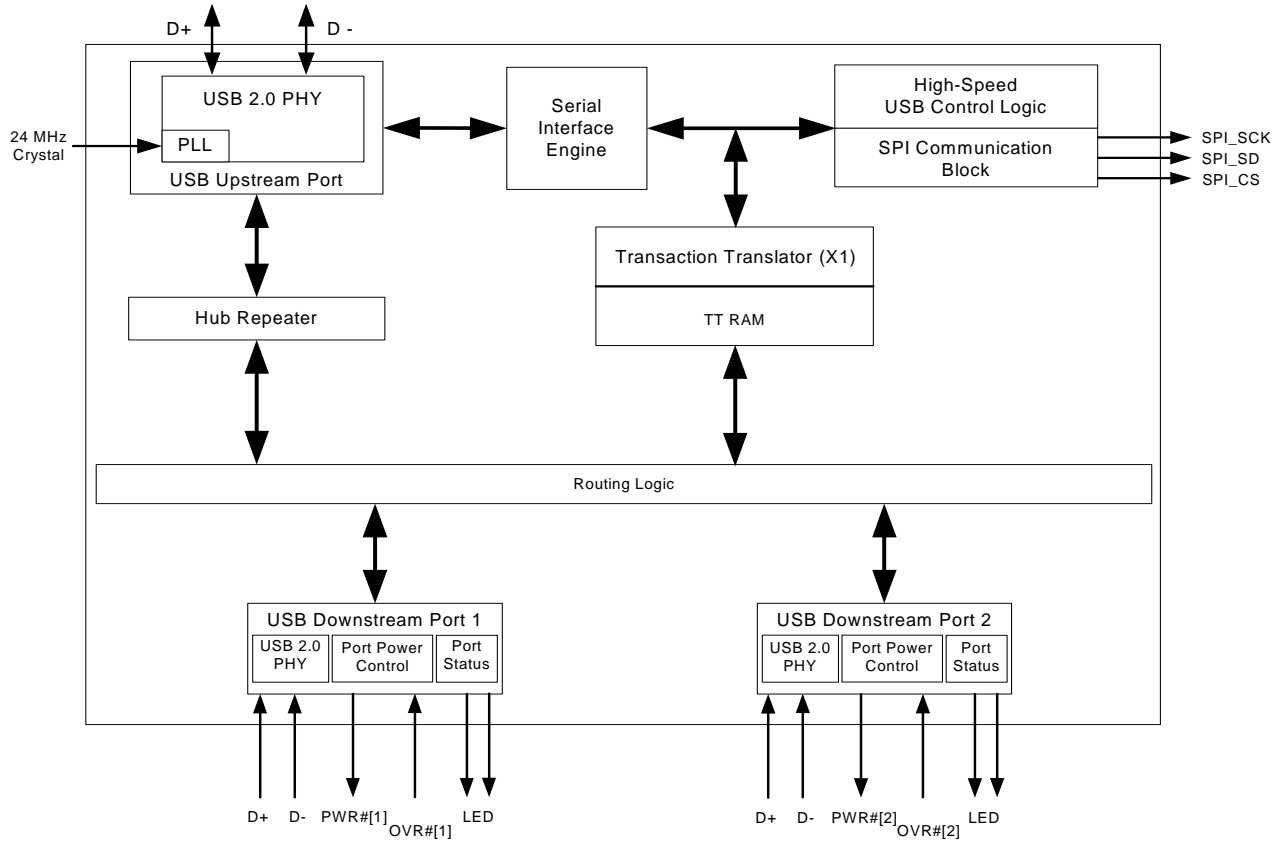 D+
D -
USB 2.0 PHY
PLL
USB Upstream Port
24 MHz
Crystal
Serial
Interface
Engine
High-Speed
USB Control Logic
SPI Communication
Block
SPI_SCK
SPI_SD
SPI_CS
Transaction Translator (X1)
TT RAM
Hub Repeater
Routing Logic
USB Downstream Port 1
USB 2.0
PHY
Port Power
Control
Port
Status
USB Downstream Port 2
USB 2.0
PHY
Port Power
Control
Port
Status
D+
D-
PWR#[1]
OVR#[1]
LED
D+
D-
PWR#[2]
OVR#[2]
LED